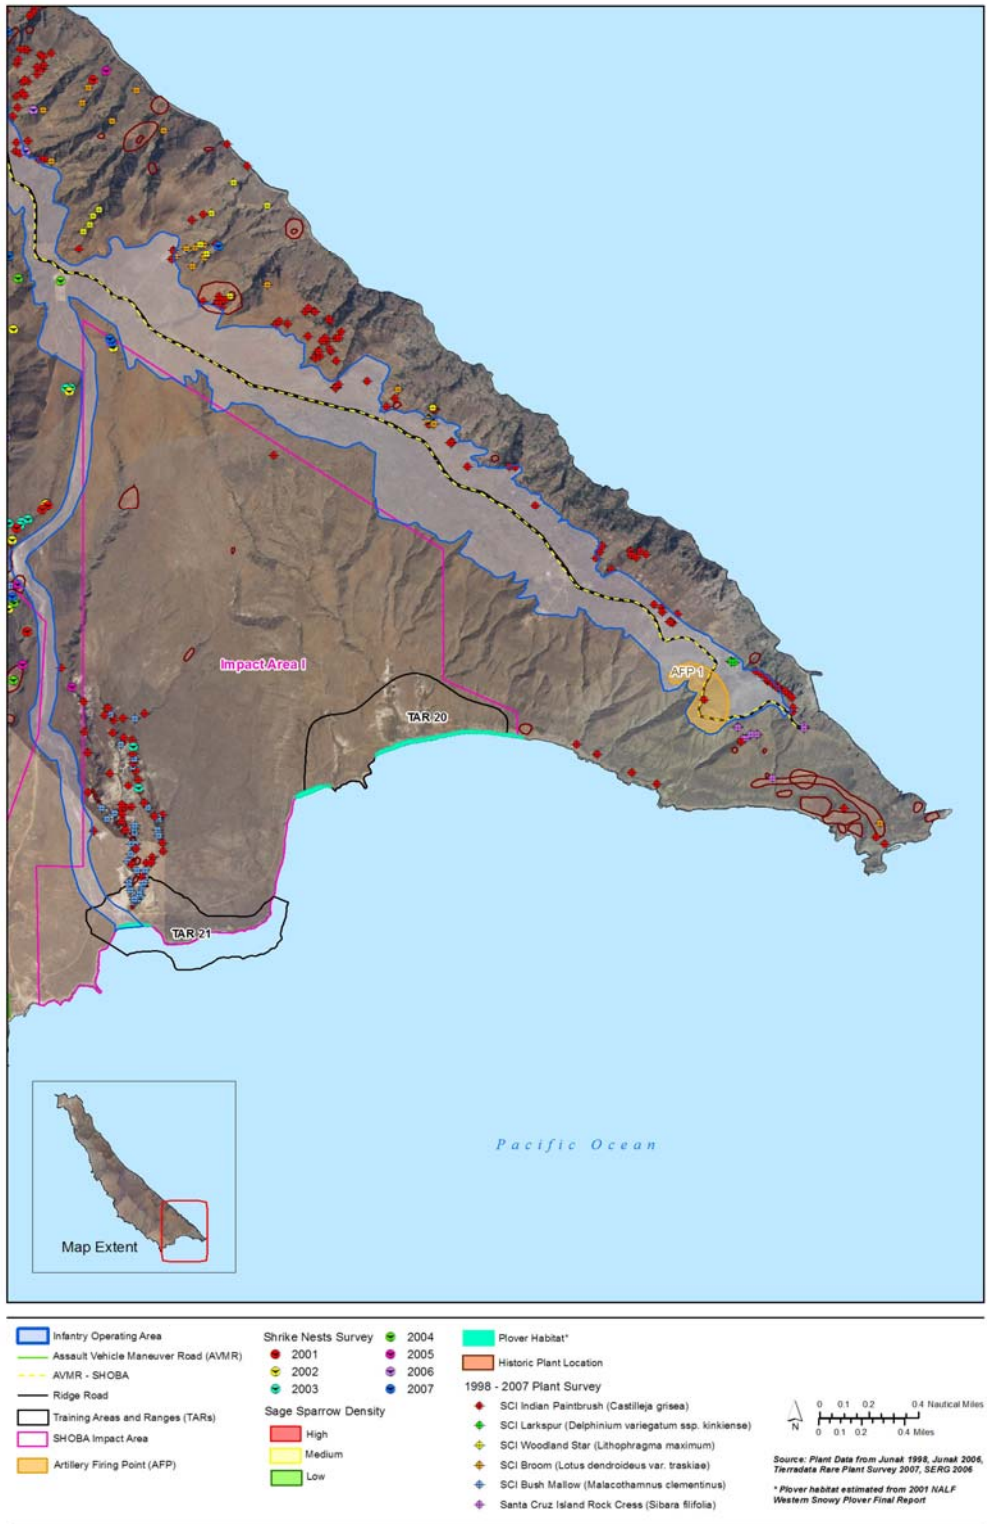 Impact Area I
AFP 1
TAR 20
TAR 21
Pacific Ocean
Map Extent
Infantry Operating Area
Assault Vehicle Maneuver Road (AVMR)
AVMR - SHOBA
Ridge Road
Training Areas and Ranges (TARs)
SHOBA Impact Area
Artillery Firing Point (AFP)
Shrike Nests Survey
2001
2002
2003
2004
2005
2006
2007
Sage Sparrow Density
High
Medium
Low
Plover Habitat*
Historic Plant Location
1998 - 2007 Plant Survey
SCI Indian Paintbrush (Castilleja grisea)
SCI Larkspur (Delphinium variegatum ssp. kinkiense)
SCI Woodland Star (Lithophragma maximum)
SCI Broom (Lotus dendroideus var. traskiae)
SCI Bush Mallow (Malacothamnus clementinus)
Santa Cruz Island Rock Cress (Sibara filifolia)
N
0 0.1 0.2 0.4 Nautical Miles
0 0.1 0.2 0.4 Miles
Source: Plant Data from Junak 1998, Junak 2006,
Tierradata Rare Plant Survey 2007, SERG 2006
* Plover habitat estimated from 2001 NALF
Western Snowy Plover Final Report